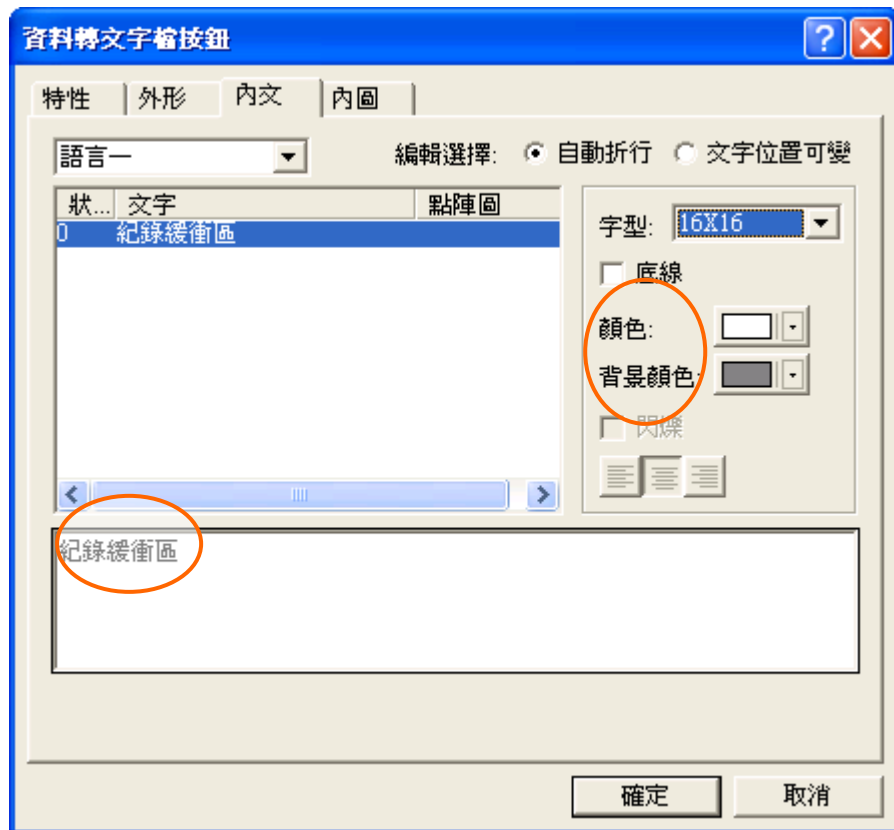 資料轉文字檔按鈕
特性 外形 內文 內圖
語言一 編輯選擇: 自動折行 文字位置可變
狀... 文字 點陣圖
0 紀錄緩衝區
字型: 16X16
底線
顏色:
背景顏色:
閃爍
紀錄緩衝區
確定 取消